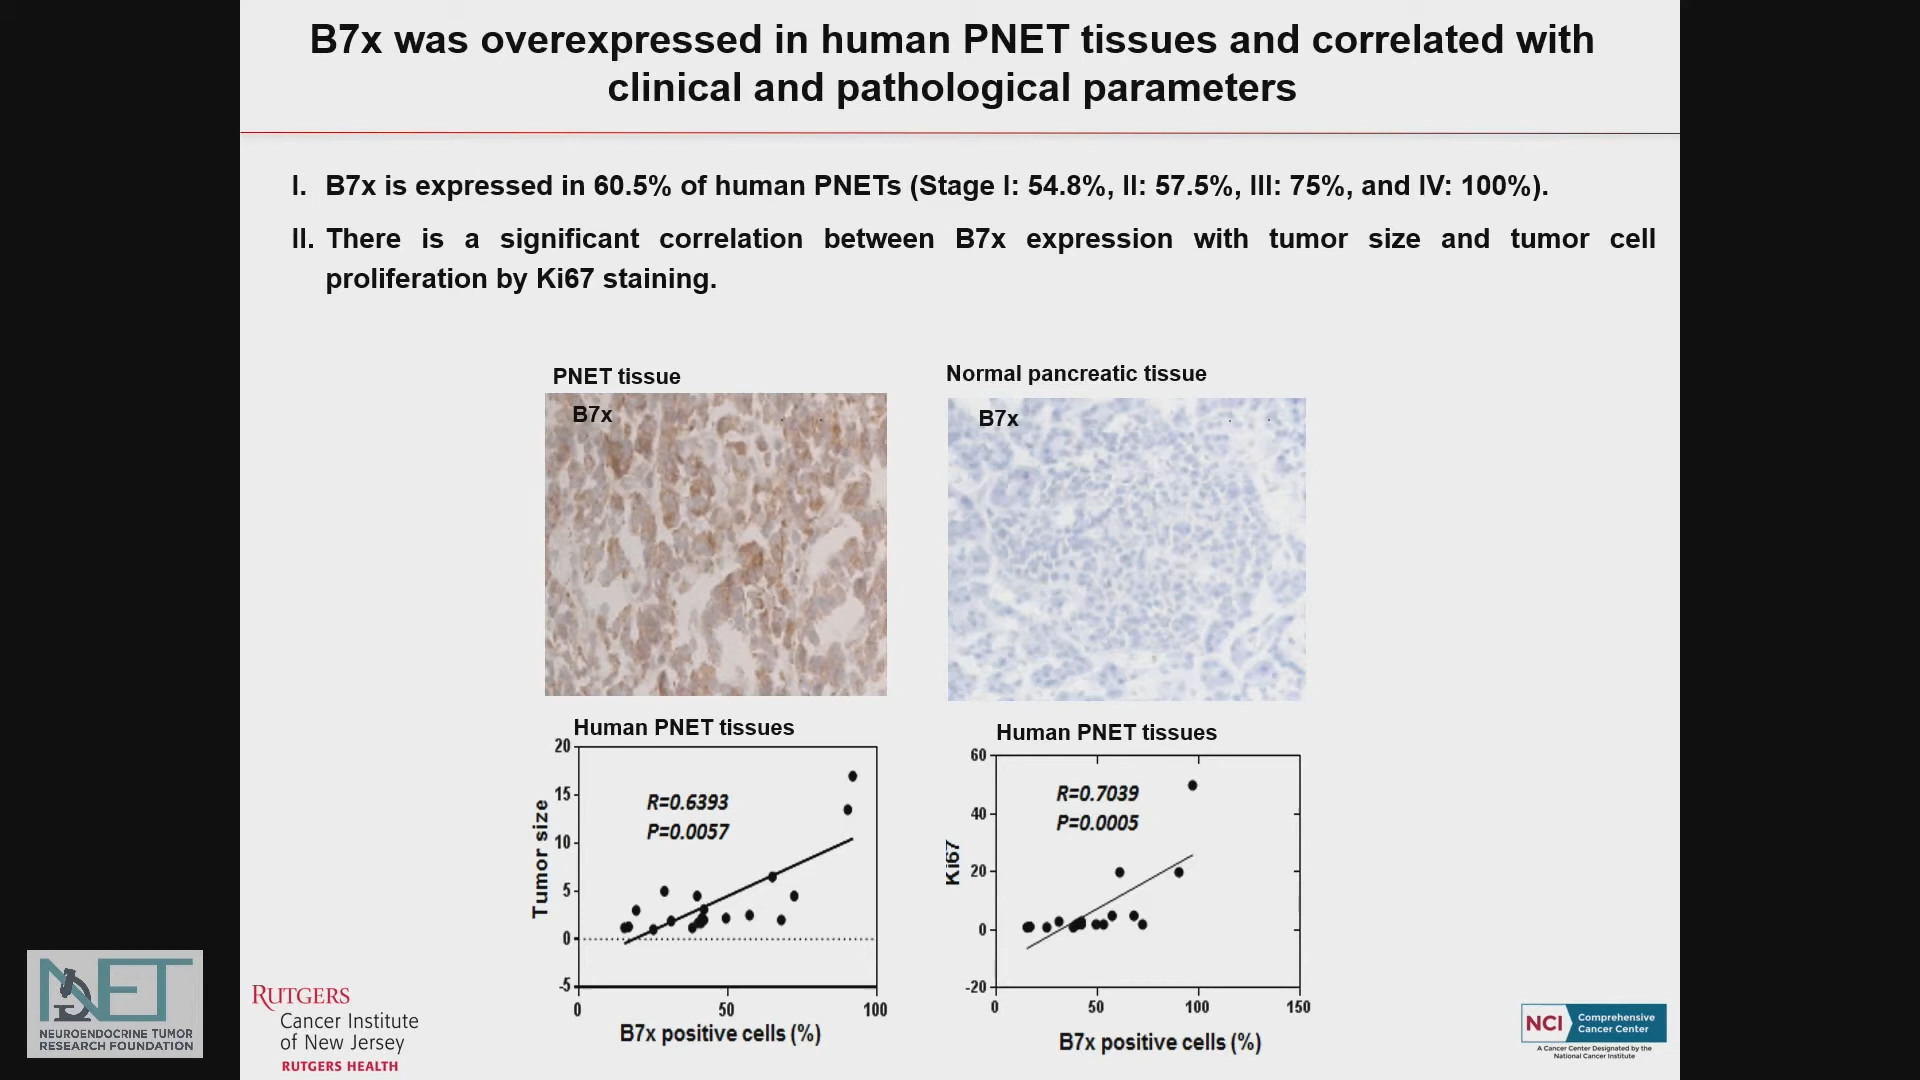 B7x was overexpressed in human PNET tissues and correlated with
clinical and pathological parameters
I. B7x is expressed in 60.5% of human PNETs (Stage I: 54.8%, II: 57.5%, III: 75%, and IV: 100%).
II. There is a significant correlation between B7x expression with tumor size and tumor cell
proliferation by Ki67 staining.
PNET tissue
B7x
Normal pancreatic tissue
B7x
Human PNET tissues
20
15
10
5
0
-5
Tumor size
R=0.6393
P=0.0057
0 50 100
B7x positive cells (%)
Human PNET tissues
60
40
20
0
-20
Ki67
R=0.7039
P=0.0005
0 50 100 150
B7x positive cells (%)
NET
NEUROENDOCRINE TUMOR
RESEARCH FOUNDATION
RUTGERS
Cancer Institute
of New Jersey
RUTGERS HEALTH
NCI
Comprehensive
Cancer Center
A Cancer Center Designated by the
National Cancer Institute